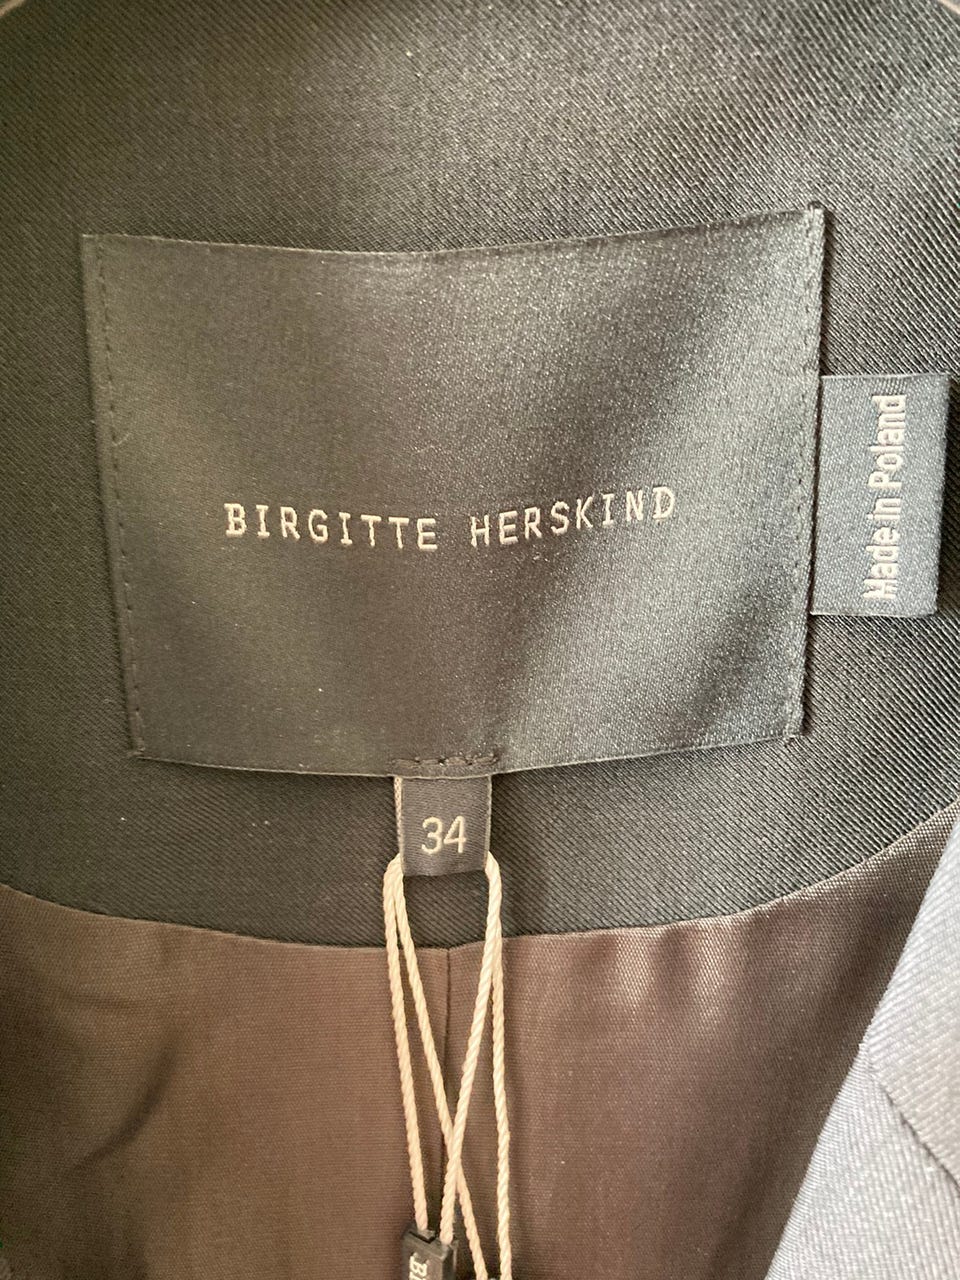 BIRGITTE HERSKIND
Made in Poland
34